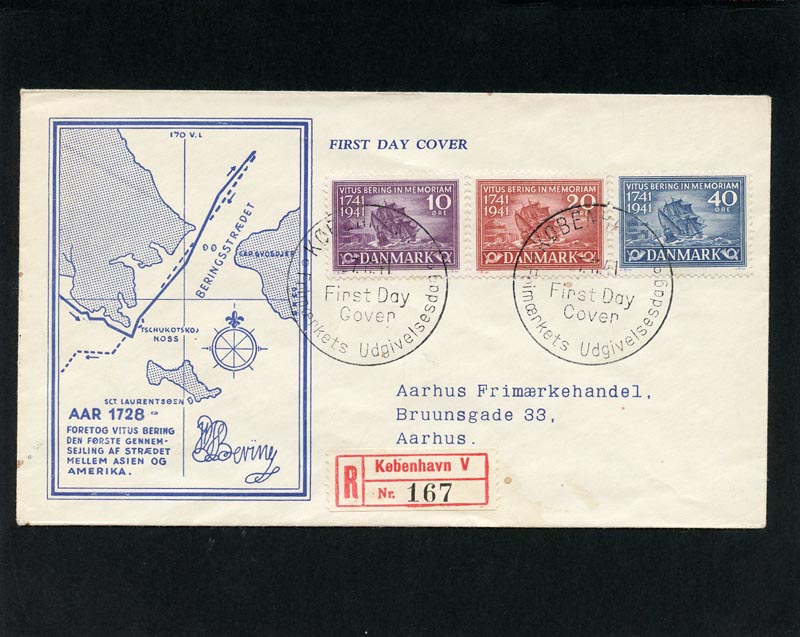 FIRST DAY COVER
170 V.L
BERINGSSTRÆDET
TSCHUKOTSKOJ
NOSS
SCT. LAURENTSØEN
AAR 1728 -
FORETOG VITUS BERING
DEN FØRSTE GENNEM-
SEJLING AF STRÆDET
MELLEM ASIEN OG
AMERIKA.
Bering
VITUS BERING IN MEMORIAM
1741
1941
10
ØRE
DANMARK
VITUS BERING IN MEMORIAM
1741
1941
20
DANMARK
VITUS BERING IN MEMORIAM
1741
1941
40
ØRE
DANMARK
First Day
Cover
Frimærkets Udgivelsesdag
KØBENH
First Day
Cover
Frimærkets Udgivelsesdag
Aarhus Frimærkehandel,
Bruunsgade 33,
Aarhus.
R
København V
Nr. 167